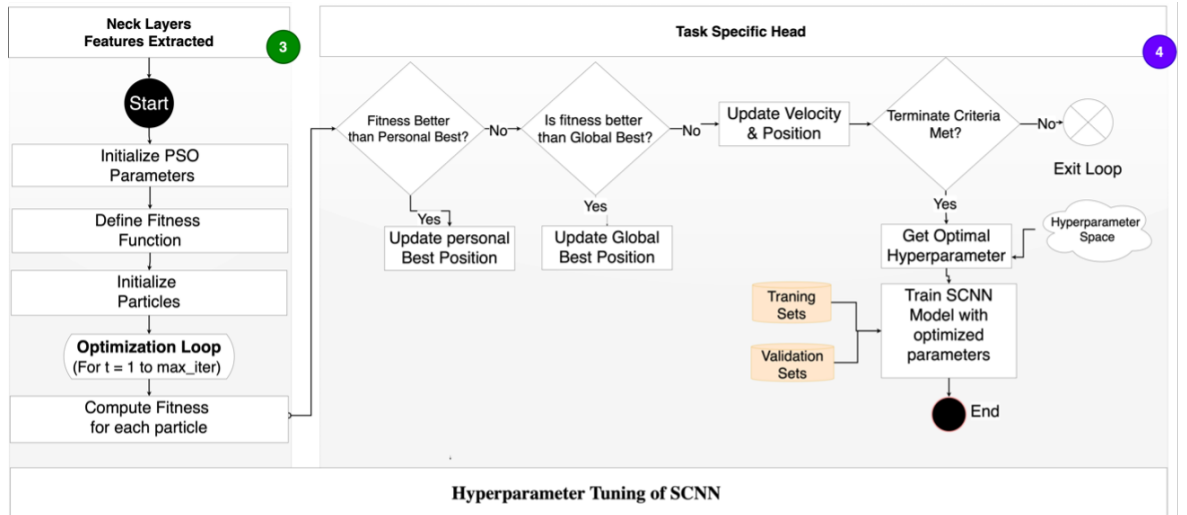 Neck Layers
Features Extracted
3
Start
Initialize PSO
Parameters
Define Fitness
Function
Initialize
Particles
Optimization Loop
(For t = 1 to max_iter)
Compute Fitness
for each particle
Task Specific Head
4
Fitness Better
than Personal Best?
No
Yes
Update personal
Best Position
Is fitness better
than Global Best?
No
Yes
Update Global
Best Position
Update Velocity
& Position
Terminate Criteria
Met?
No
Exit Loop
Yes
Get Optimal
Hyperparameter
Hyperparameter
Space
Traning
Sets
Validation
Sets
Train SCNN
Model with
optimized
parameters
End
Hyperparameter Tuning of SCNN